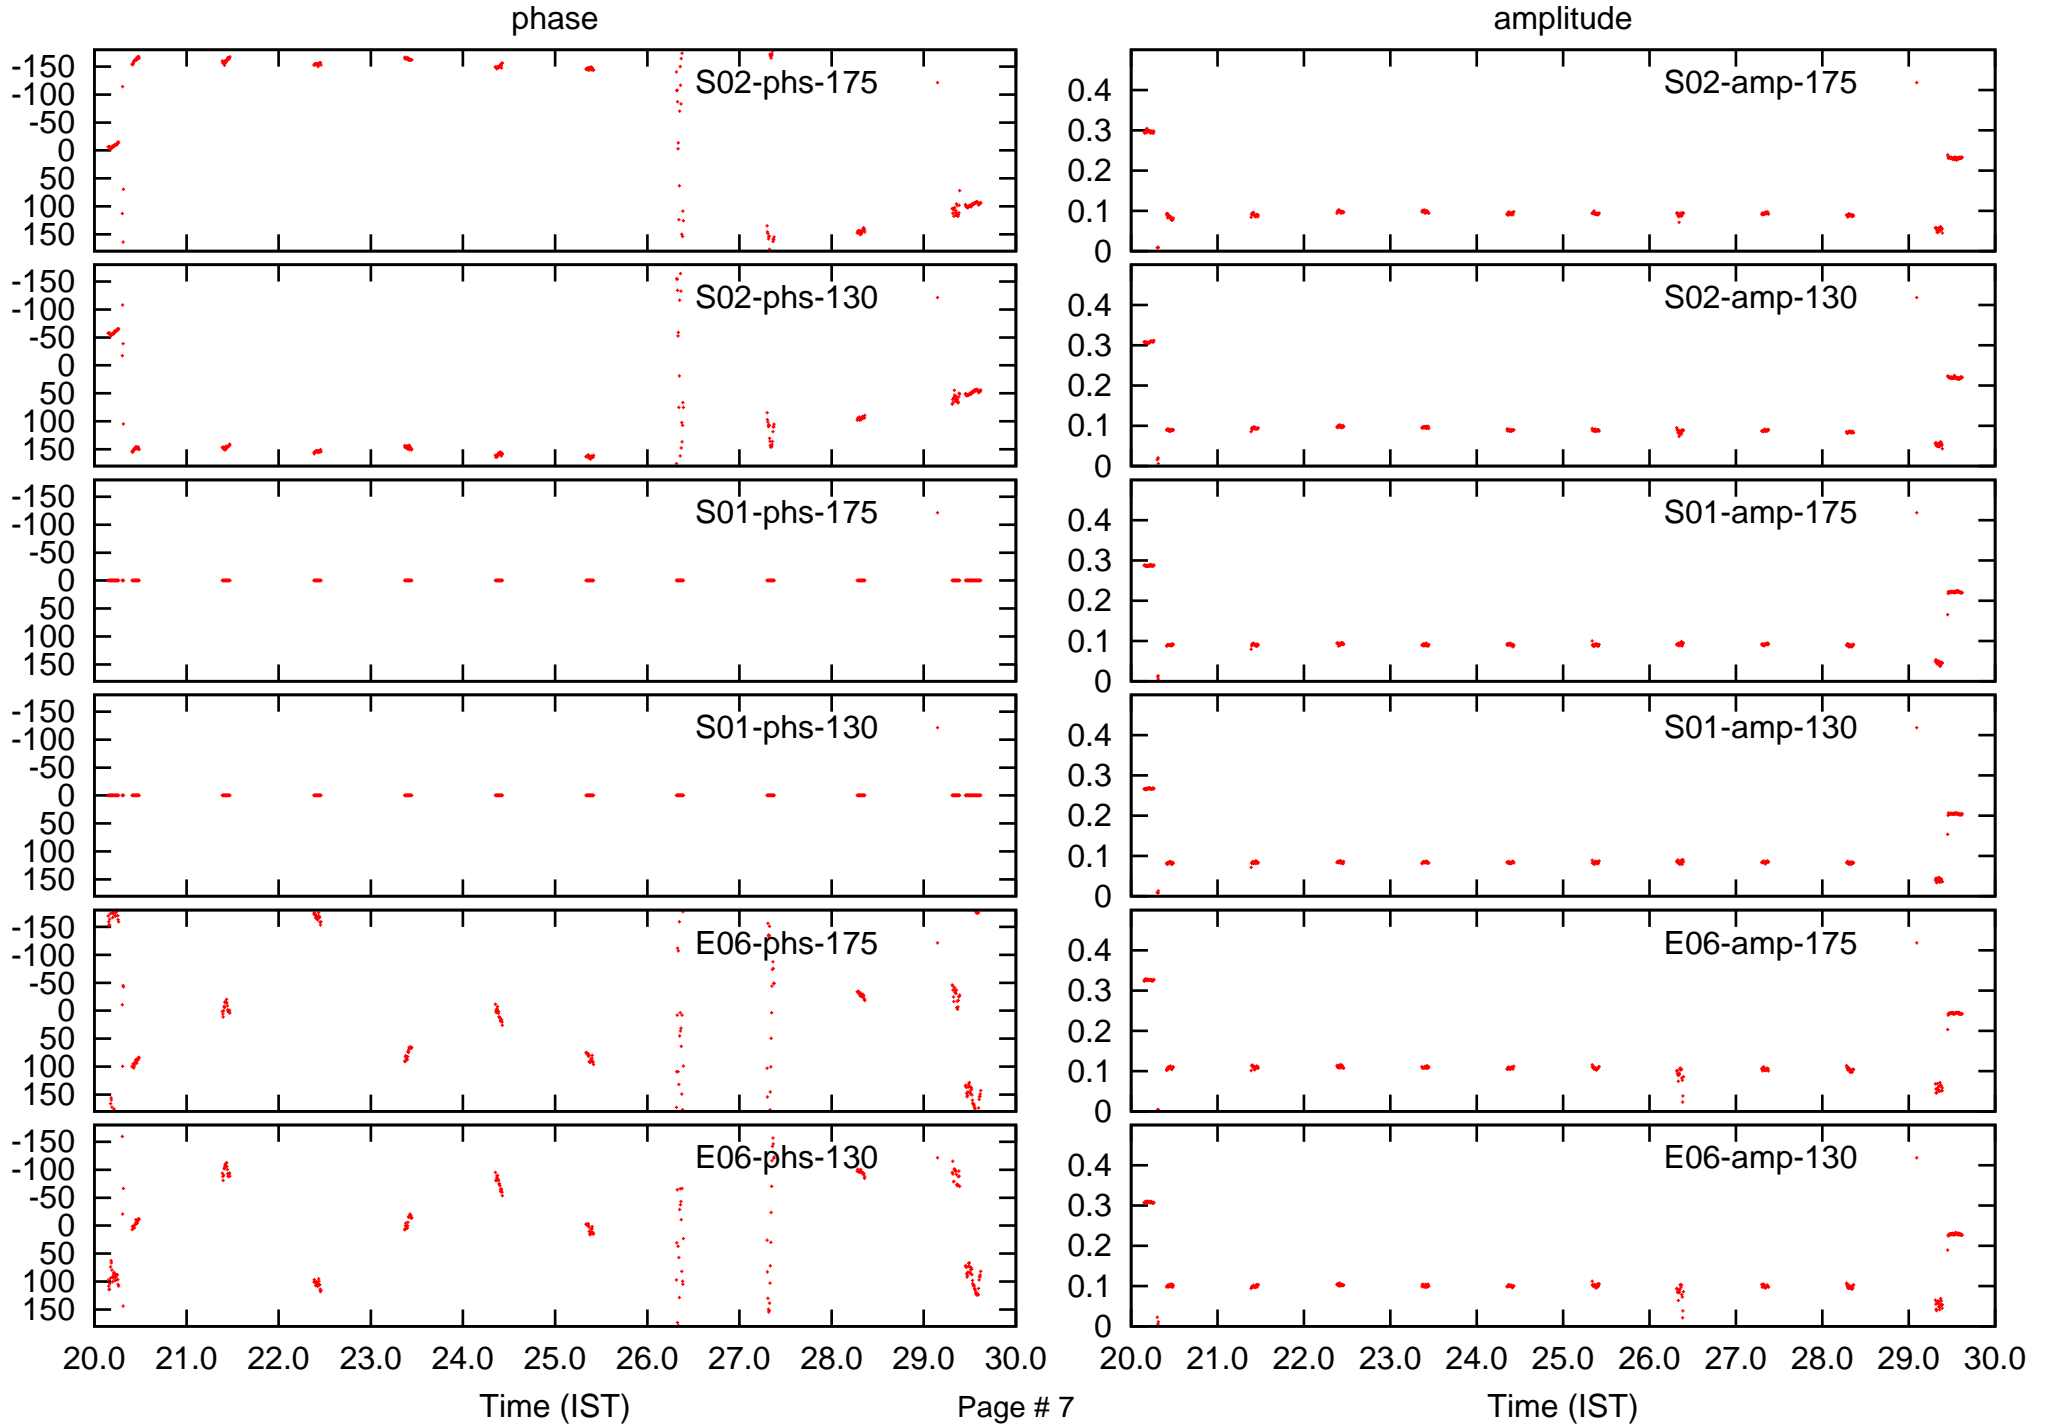 phase amplitude
-150 -100 -50 0 50 100 150 S02-phs-175 0.4 0.3 0.2 0.1 0 S02-amp-175
-150 -100 -50 0 50 100 150 S02-phs-130 0.4 0.3 0.2 0.1 0 S02-amp-130
-150 -100 -50 0 50 100 150 S01-phs-175 0.4 0.3 0.2 0.1 0 S01-amp-175
-150 -100 -50 0 50 100 150 S01-phs-130 0.4 0.3 0.2 0.1 0 S01-amp-130
-150 -100 -50 0 50 100 150 E06-phs-175 0.4 0.3 0.2 0.1 0 E06-amp-175
-150 -100 -50 0 50 100 150 E06-phs-130 0.4 0.3 0.2 0.1 0 E06-amp-130
20.0 21.0 22.0 23.0 24.0 25.0 26.0 27.0 28.0 29.0 30.0 20.0 21.0 22.0 23.0 24.0 25.0 26.0 27.0 28.0 29.0 30.0
Time (IST) Page # 7 Time (IST)